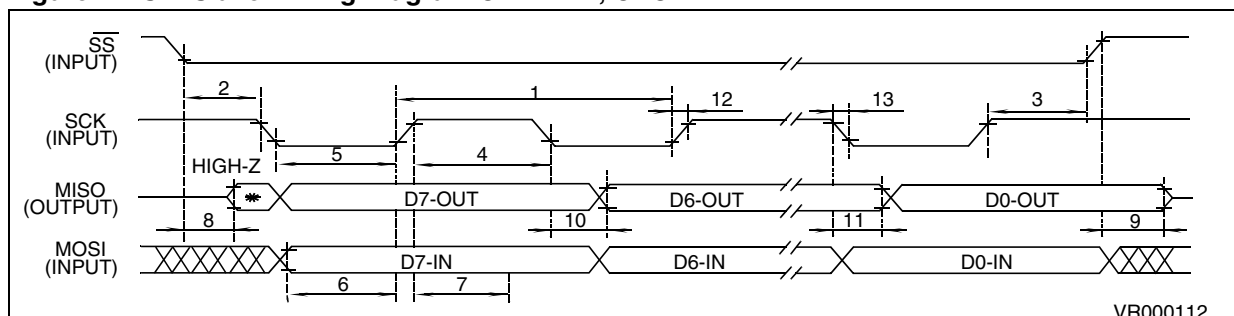 SS
(INPUT)
2
1
12
13
3
SCK
(INPUT)
5
4
HIGH-Z
MISO
(OUTPUT)
*
D7-OUT
D6-OUT
D0-OUT
8
10
11
9
MOSI
(INPUT)
D7-IN
D6-IN
D0-IN
6
7
VR000112